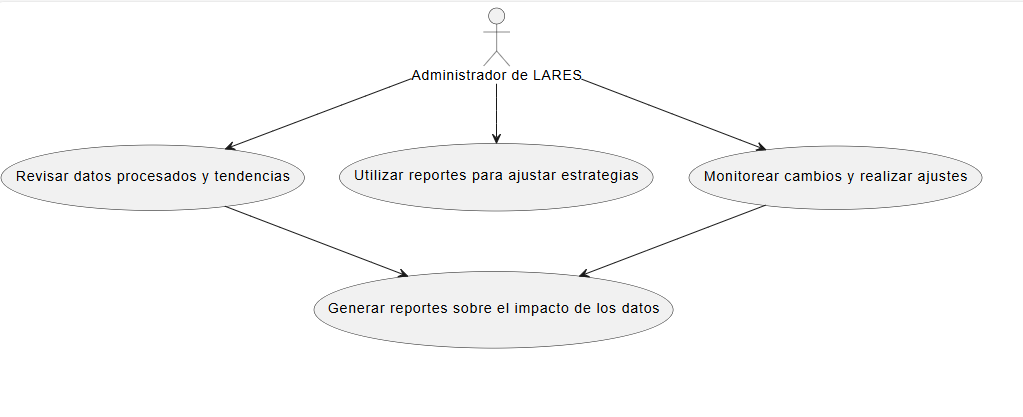 Administrador de LARES
Revisar datos procesados y tendencias
Utilizar reportes para ajustar estrategias
Monitorear cambios y realizar ajustes
Generar reportes sobre el impacto de los datos